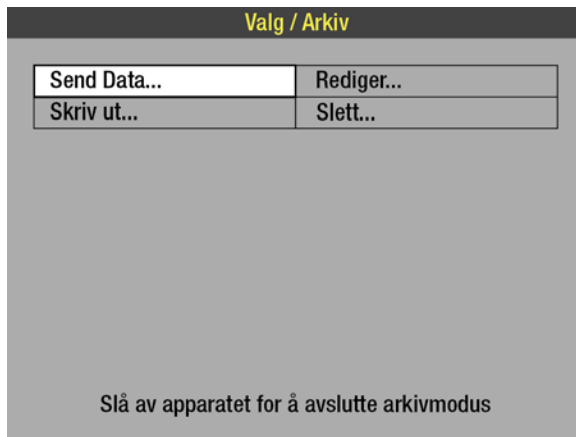 Valg / Arkiv
Send Data... Rediger...
Skriv ut... Slett...
Slå av apparatet for å avslutte arkivmodus